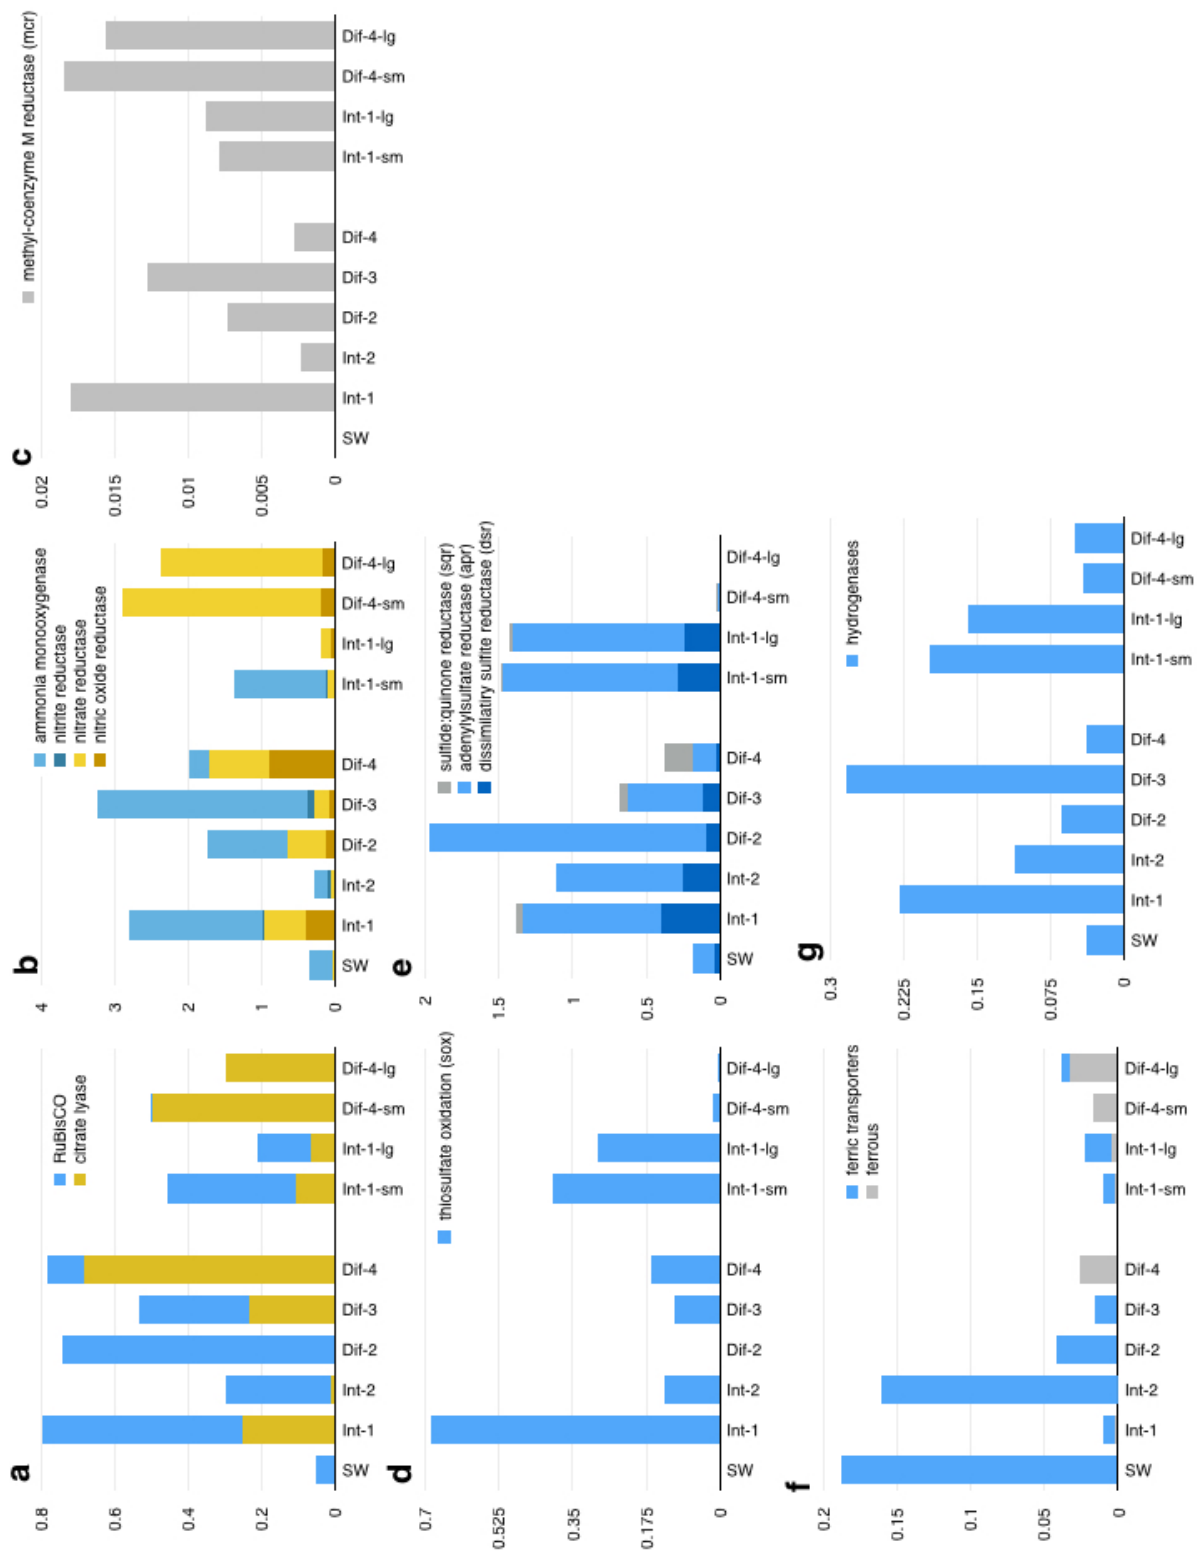 a
RuBisCO
citrate lyase
0.8
0.6
0.4
0.2
0
SW
Int-1
Int-2
Dif-2
Dif-3
Dif-4
Int-1-sm
Int-1-lg
Dif-4-sm
Dif-4-lg
b
ammonia monooxygenase
nitrite reductase
nitrate reductase
nitric oxide reductase
4
3
2
1
0
SW
Int-1
Int-2
Dif-2
Dif-3
Dif-4
Int-1-sm
Int-1-lg
Dif-4-sm
Dif-4-lg
c
methyl-coenzyme M reductase (mcr)
0.02
0.015
0.01
0.005
0
SW
Int-1
Int-2
Dif-2
Dif-3
Dif-4
Int-1-sm
Int-1-lg
Dif-4-sm
Dif-4-lg
d
thiosulfate oxidation (sox)
0.7
0.525
0.35
0.175
0
SW
Int-1
Int-2
Dif-2
Dif-3
Dif-4
Int-1-sm
Int-1-lg
Dif-4-sm
Dif-4-lg
e
sulfide:quinone reductase (sqr)
adenylylsulfate reductase (apr)
dissimilatiry sulfite reductase (dsr)
2
1.5
1
0.5
0
SW
Int-1
Int-2
Dif-2
Dif-3
Dif-4
Int-1-sm
Int-1-lg
Dif-4-sm
Dif-4-lg
f
ferric transporters
ferrous
0.2
0.15
0.1
0.05
0
SW
Int-1
Int-2
Dif-2
Dif-3
Dif-4
Int-1-sm
Int-1-lg
Dif-4-sm
Dif-4-lg
g
hydrogenases
0.3
0.225
0.15
0.075
0
SW
Int-1
Int-2
Dif-2
Dif-3
Dif-4
Int-1-sm
Int-1-lg
Dif-4-sm
Dif-4-lg